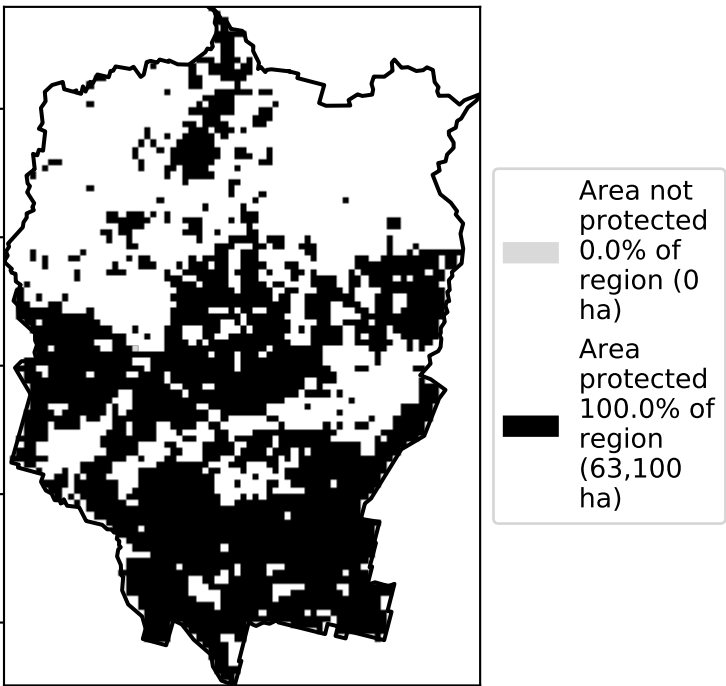 Area not
protected
0.0% of
region (0
ha)
Area
protected
100.0% of
region
(63,100
ha)